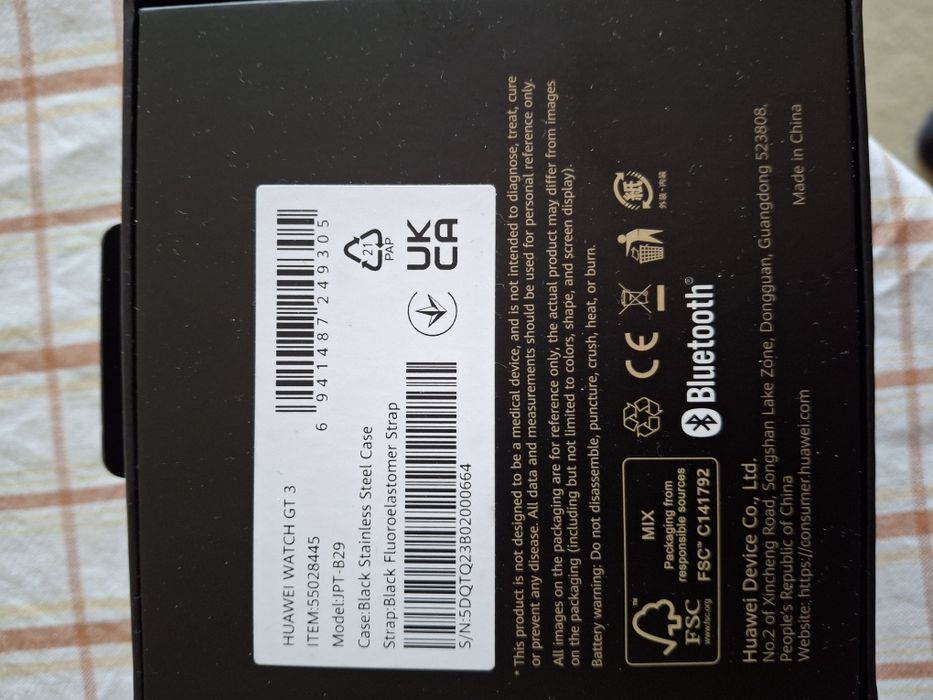 HUAWEI WATCH GT 3
ITEM:55028445
Model:JPT-B29
Case:Black Stainless Steel Case
Strap:Black Fluoroelastomer Strap
S/N:5DQTQ23B02000664
6 941487 249305
21
PAP
UK
CA
* This product is not designed to be a medical device, and is not intended to diagnose, treat, cure
or prevent any disease. All data and measurements should be used for personal reference only.
All images on the packaging are for reference only, the actual product may differ from images
on the packaging (including but not limited to colors, shape, and screen display).
Battery warning: Do not disassemble, puncture, crush, heat, or burn.
FSC™
www.fsc.org
MIX
Packaging from
responsible sources
FSC™ C141792
CE
紙
外装・内装
Bluetooth®
Huawei Device Co., Ltd.
No.2 of Xincheng Road, Songshan Lake Zone, Dongguan, Guangdong 523808,
People's Republic of China
Website: https://consumer.huawei.com
Made in China